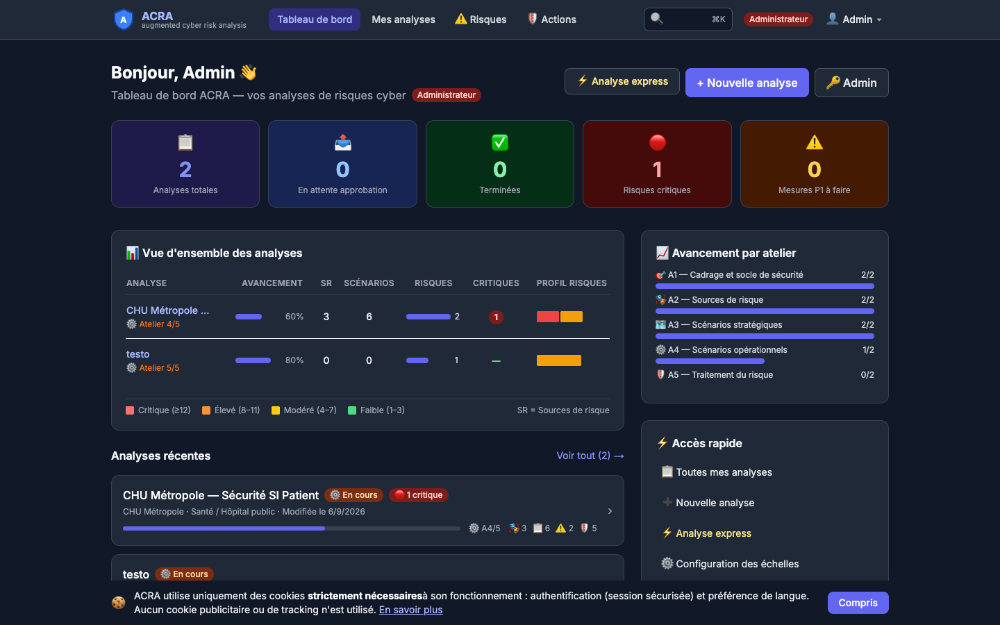 A ACRA
augmented cyber risk analysis
Tableau de bord
Mes analyses
Risques
Actions
⌘K
Administrateur
Admin
Bonjour, Admin
Tableau de bord ACRA — vos analyses de risques cyber Administrateur
Analyse express
+ Nouvelle analyse
Admin
2
Analyses totales
0
En attente approbation
0
Terminées
1
Risques critiques
0
Mesures P1 à faire
Vue d'ensemble des analyses
ANALYSE AVANCEMENT SR SCÉNARIOS RISQUES CRITIQUES PROFIL RISQUES
CHU Métropole ...
Atelier 4/5
60% 3 6 2 1
testo
Atelier 5/5
80% 0 0 1 —
Critique (≥12) Élevé (8–11) Modéré (4–7) Faible (1–3) SR = Sources de risque
Avancement par atelier
A1 — Cadrage et socle de sécurité 2/2
A2 — Sources de risque 2/2
A3 — Scénarios stratégiques 2/2
A4 — Scénarios opérationnels 1/2
A5 — Traitement du risque 0/2
Analyses récentes
Voir tout (2) →
CHU Métropole — Sécurité SI Patient En cours 1 critique
CHU Métropole · Santé / Hôpital public · Modifiée le 6/9/2026
A4/5 3 6 2 5
testo En cours
Accès rapide
Toutes mes analyses
Nouvelle analyse
Analyse express
Configuration des échelles
ACRA utilise uniquement des cookies strictement nécessairesà son fonctionnement : authentification (session sécurisée) et préférence de langue.
Aucun cookie publicitaire ou de tracking n'est utilisé. En savoir plus
Compris